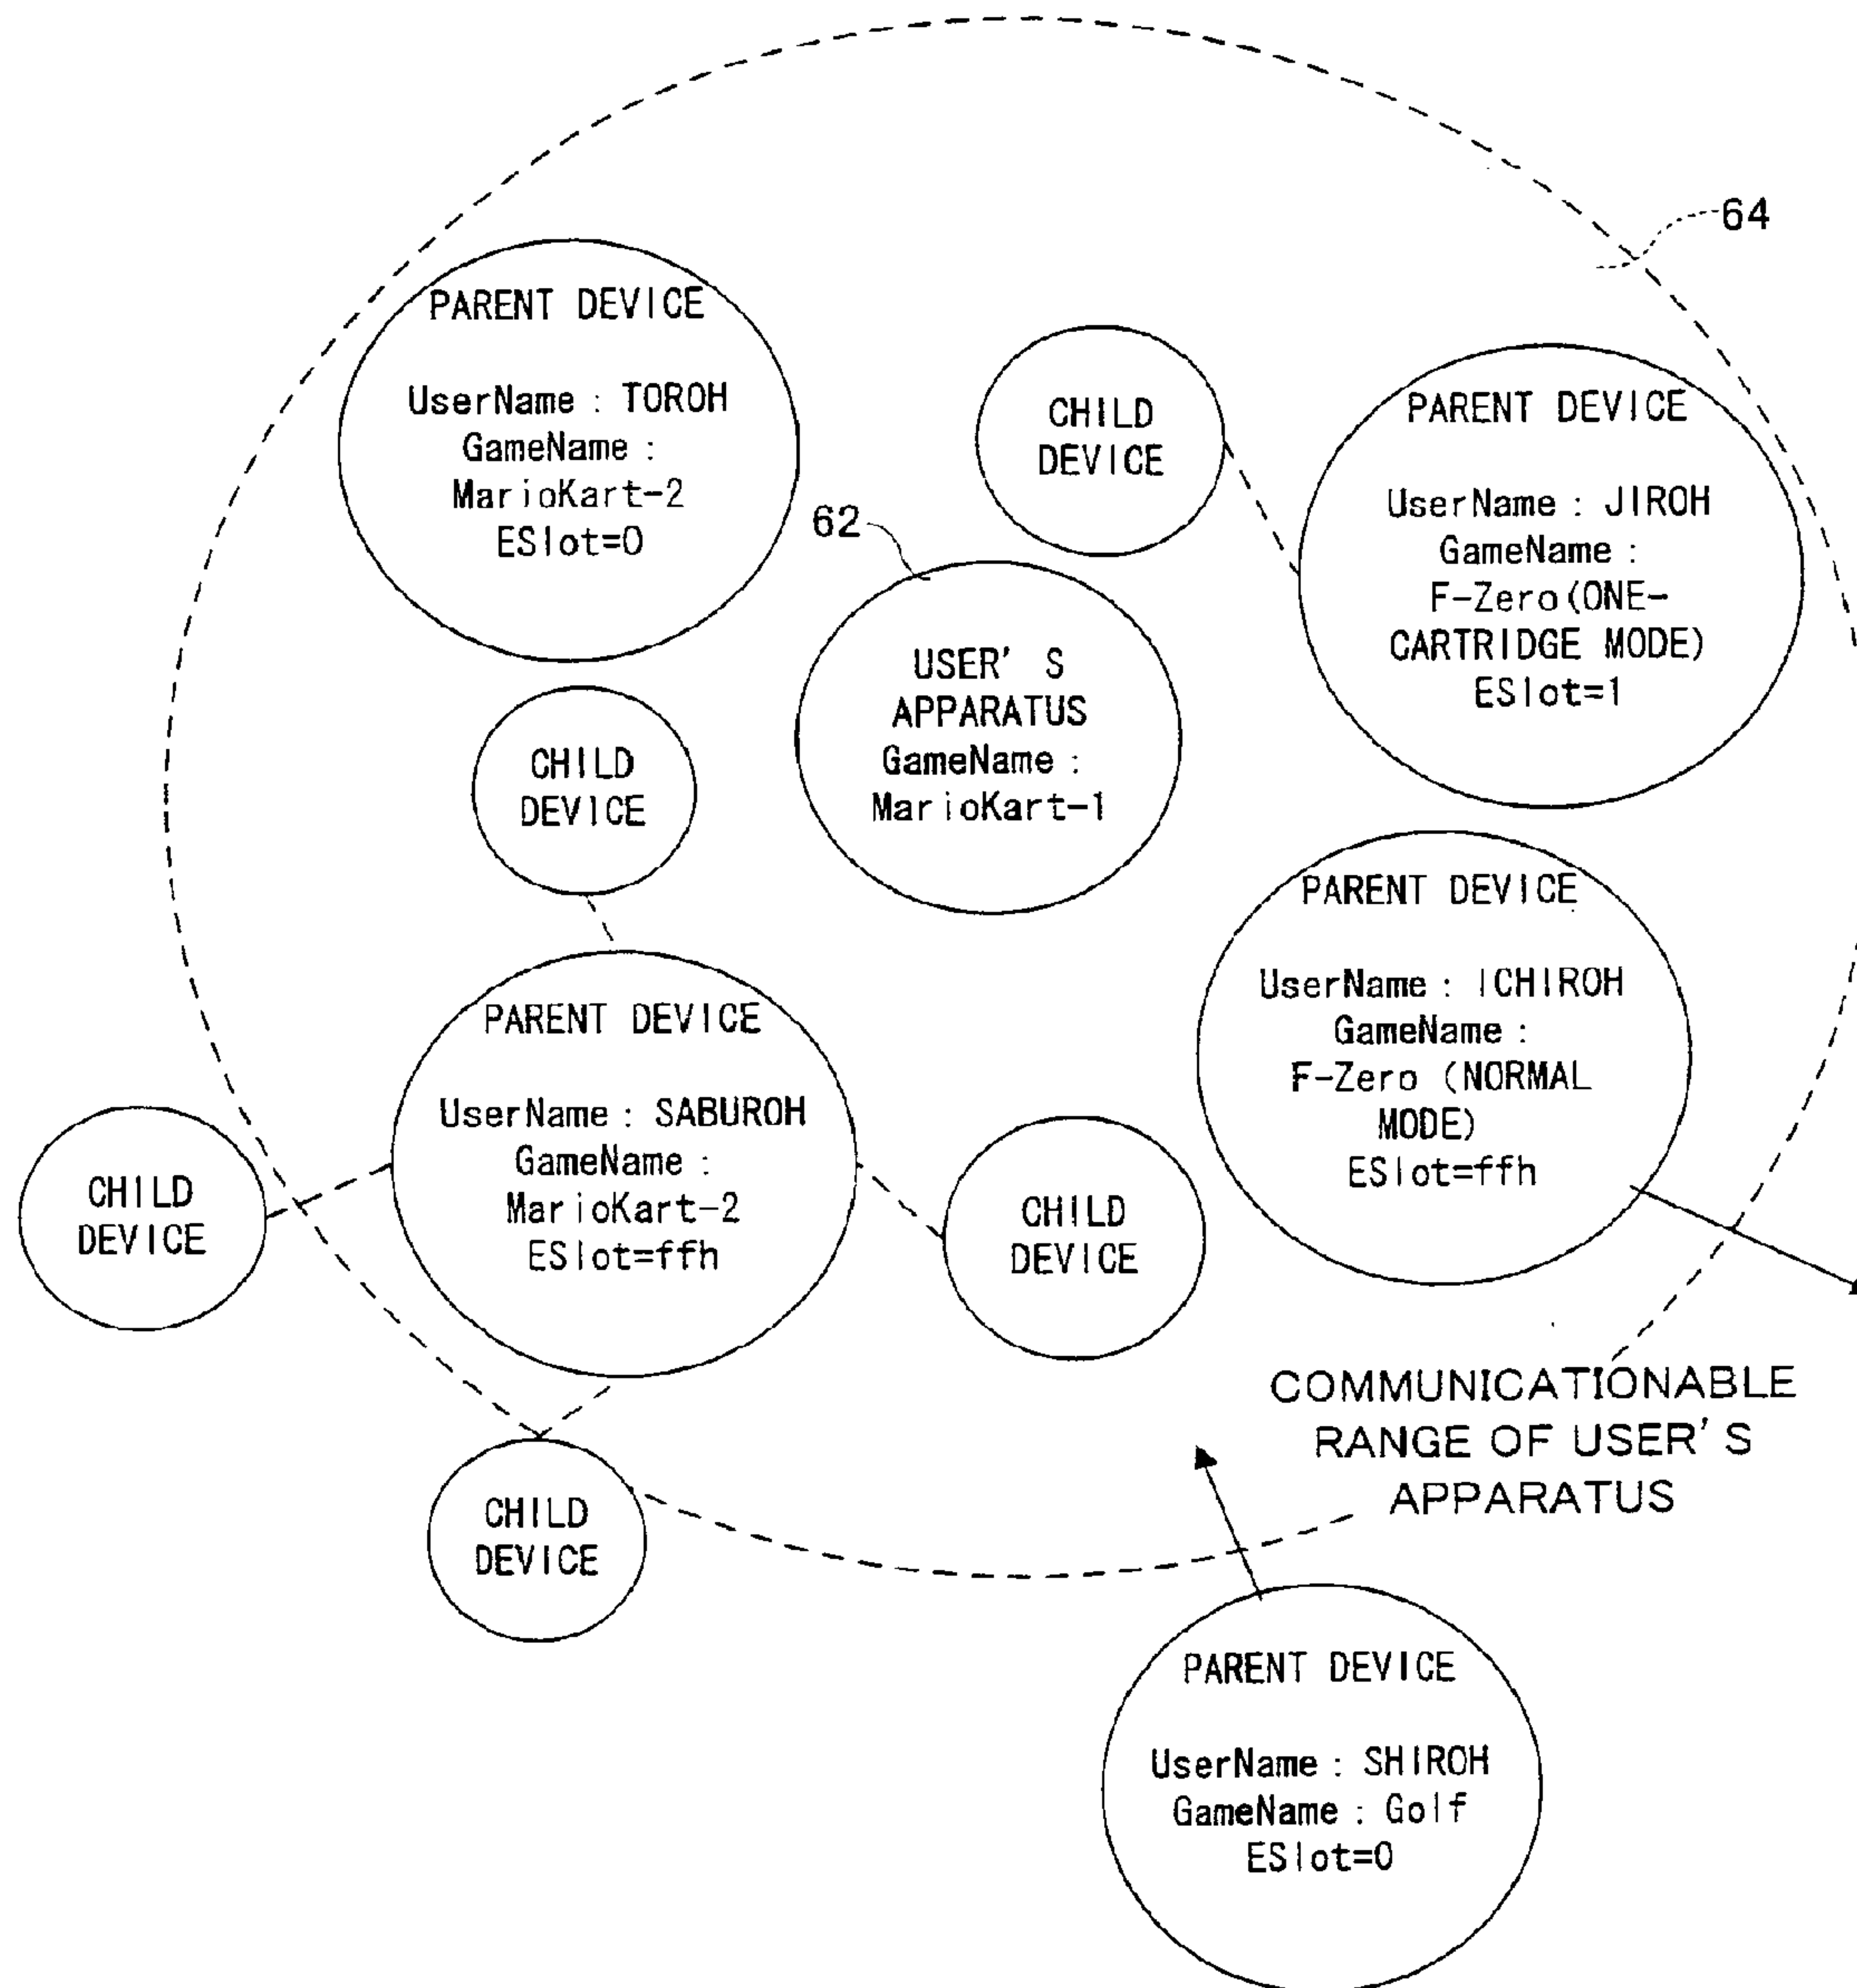 64
PARENT DEVICE
UserName : TOROH
GameName :
MarioKart-2
ESlot=0
CHILD
DEVICE
PARENT DEVICE
UserName : JIROH
GameName :
F-Zero(ONE-
CARTRIDGE MODE)
ESlot=1
62
USER' S
APPARATUS
GameName :
MarioKart-1
CHILD
DEVICE
PARENT DEVICE
UserName : ICHIROH
GameName :
F-Zero (NORMAL
MODE)
ESlot=ffh
PARENT DEVICE
UserName : SABUROH
GameName :
MarioKart-2
ESlot=ffh
CHILD
DEVICE
CHILD
DEVICE
COMMUNICATIONABLE
RANGE OF USER' S
APPARATUS
CHILD
DEVICE
PARENT DEVICE
UserName : SHIROH
GameName : Golf
ESlot=0